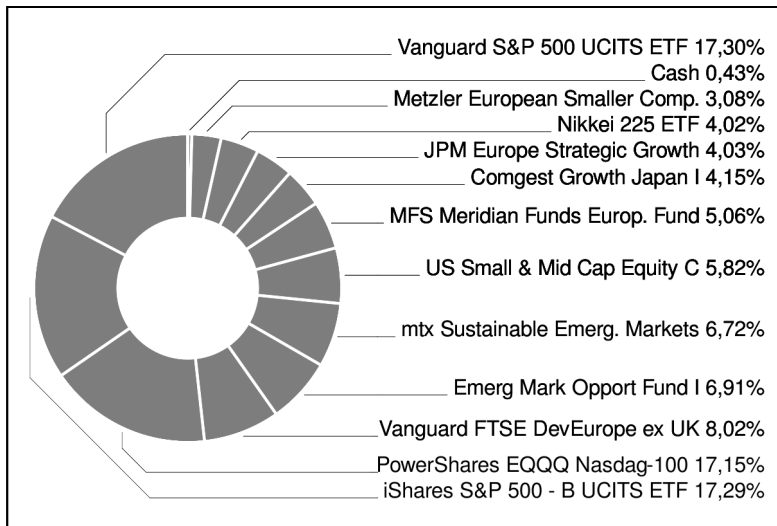 Vanguard S&P 500 UCITS ETF 17,30%
Cash 0,43%
Metzler European Smaller Comp. 3,08%
Nikkei 225 ETF 4,02%
JPM Europe Strategic Growth 4,03%
Comgest Growth Japan I 4,15%
MFS Meridian Funds Europ. Fund 5,06%
US Small & Mid Cap Equity C 5,82%
mtx Sustainable Emerg. Markets 6,72%
Emerg Mark Opport Fund I 6,91%
Vanguard FTSE DevEurope ex UK 8,02%
PowerShares EQQQ Nasdag-100 17,15%
iShares S&P 500 - B UCITS ETF 17,29%